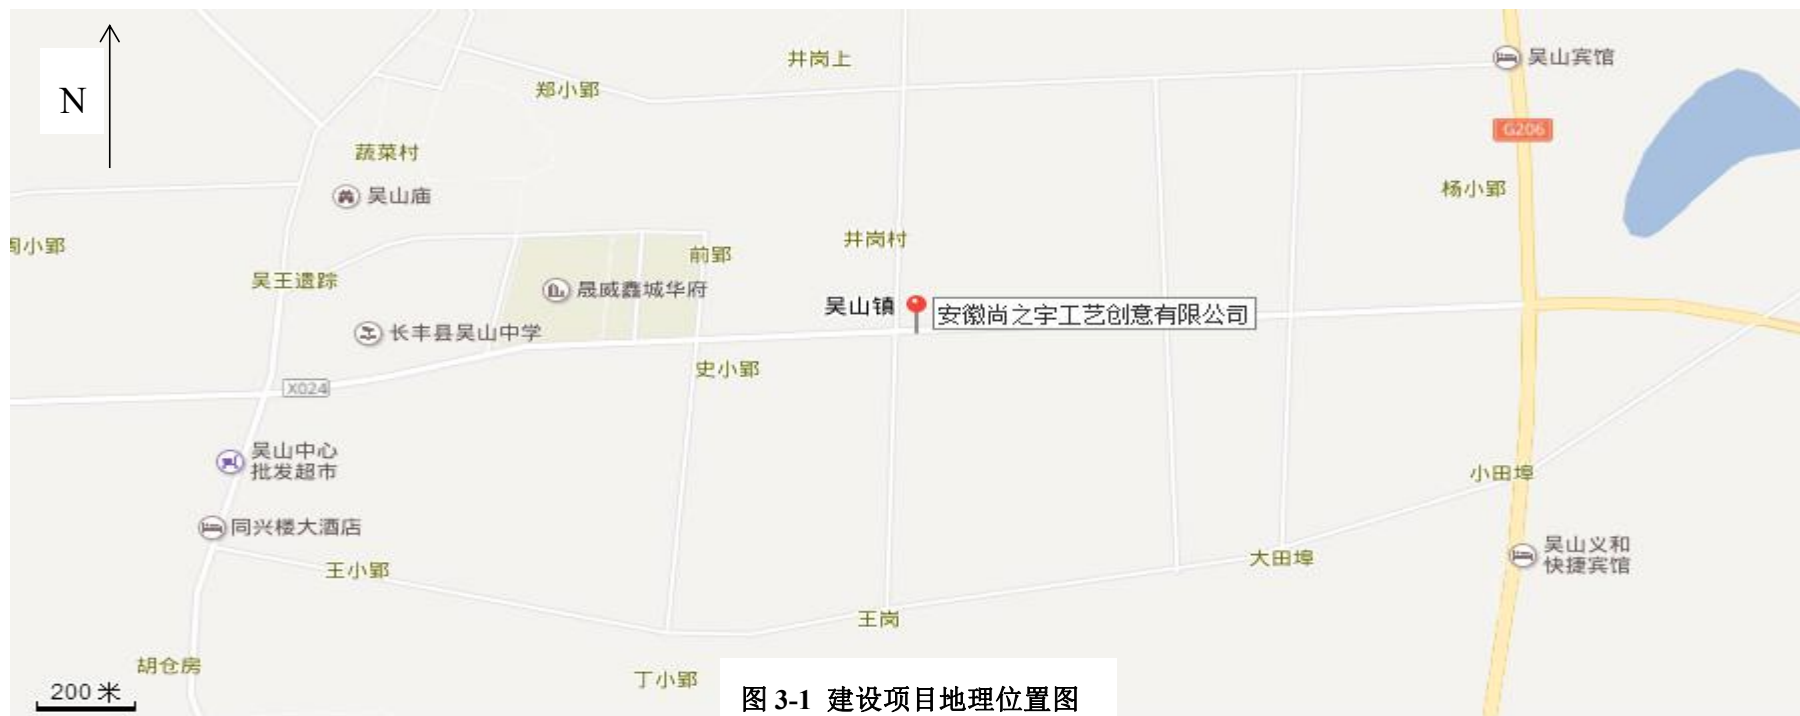 井岗上
吴山宾馆
郑小郢
N
G206
蔬菜村
杨小郢
吴山庙
井岗村
周小郢
前郢
吴王遗踪
晟威鑫城华府
吴山镇
安徽尚之宇工艺创意有限公司
长丰县吴山中学
史小郢
X024
吴山中心
批发超市
小田埠
同兴楼大酒店
吴山义和
快捷宾馆
大田埠
王小郢
王岗
胡仓房
丁小郢
200 米
图 3-1 建设项目地理位置图